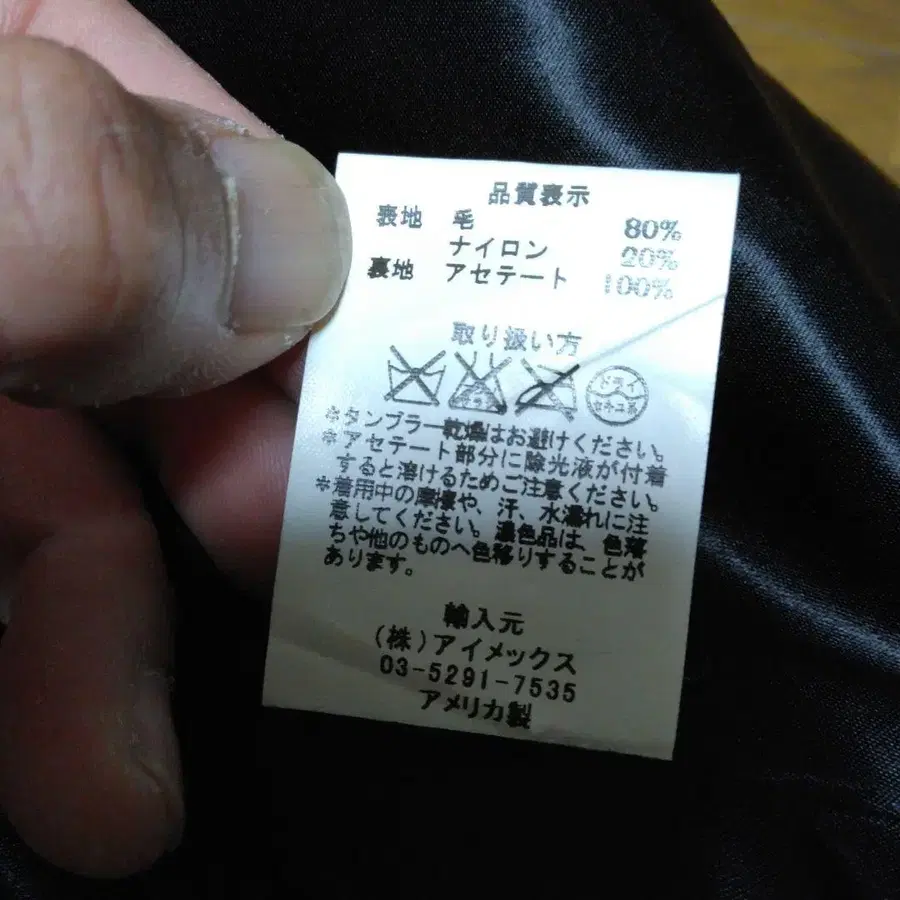 品質表示
表地 毛 80%
ナイロン 20%
裏地 アセテート 100%
取り扱い方
ドライ
セキユ系
*タンブラー乾燥はお避けください。
*アセテート部分に除光液が付着
すると溶けるためご注意ください。
*着用中の摩擦や、汗、水濡れに注
意してください。濃色品は、色落
ちや他のものへ色移りすることが
あります。
輸入元
(株)アイメックス
03-5291-7535
アメリカ製